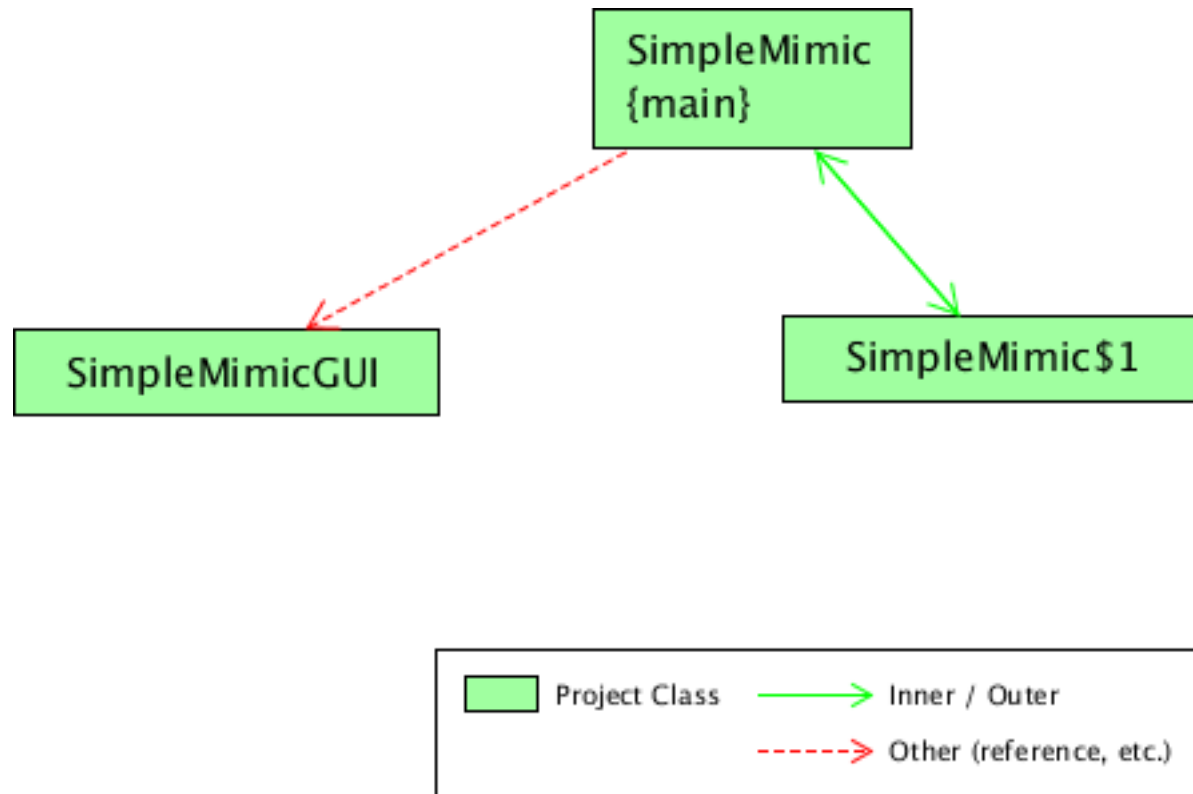 SimpleMimic
{main}
SimpleMimicGUI
SimpleMimic$1
Project Class
Inner / Outer
Other (reference, etc.)